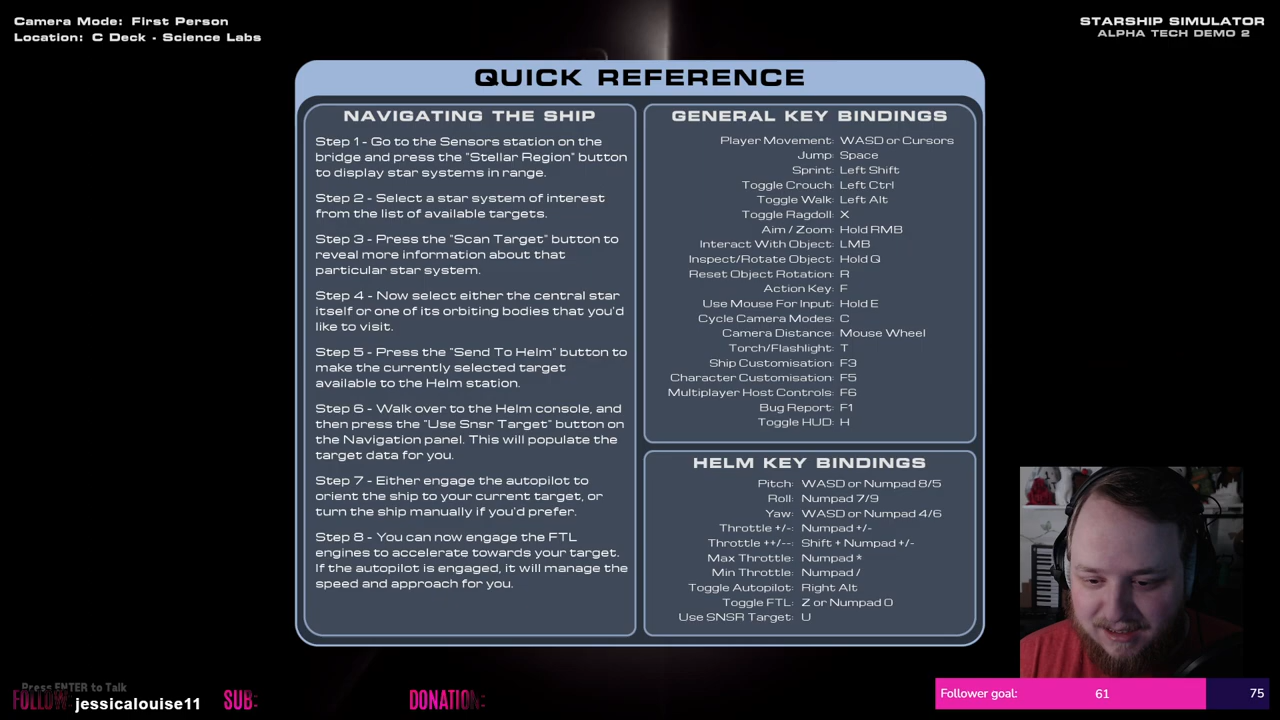 Camera Mode: First Person
Location: C Deck - Science Labs
STARSHIP SIMULATOR
ALPHA TECH DEMO 2
QUICK REFERENCE
NAVIGATING THE SHIP
Step 1 - Go to the Sensors station on the
bridge and press the "Stellar Region" button
to display star systems in range.
Step 2 - Select a star system of interest
from the list of available targets.
Step 3 - Press the "Scan Target" button to
reveal more information about that
particular star system.
Step 4 - Now select either the central star
itself or one of its orbiting bodies that you'd
like to visit.
Step 5 - Press the "Send To Helm" button to
make the currently selected target
available to the Helm station.
Step 6 - Walk over to the Helm console, and
then press the "Use Snsr Target" button on
the Navigation panel. This will populate the
target data for you.
Step 7 - Either engage the autopilot to
orient the ship to your current target, or
turn the ship manually if you'd prefer.
Step 8 - You can now engage the FTL
engines to accelerate towards your target.
If the autopilot is engaged, it will manage the
speed and approach for you.
GENERAL KEY BINDINGS
Player Movement: WASD or Cursors
Jump: Space
Sprint: Left Shift
Toggle Crouch: Left Ctrl
Toggle Walk: Left Alt
Toggle Ragdoll: X
Aim / Zoom: Hold RMB
Interact With Object: LMB
Inspect/Rotate Object: Hold Q
Reset Object Rotation: R
Action Key: F
Use Mouse For Input: Hold E
Cycle Camera Modes: C
Camera Distance: Mouse Wheel
Torch/Flashlight: T
Ship Customisation: F3
Character Customisation: F5
Multiplayer Host Controls: F6
Bug Report: F1
Toggle HUD: H
HELM KEY BINDINGS
Pitch: WASD or Numpad 8/5
Roll: Numpad 7/9
Yaw: WASD or Numpad 4/6
Throttle +/-: Numpad +/-
Throttle ++/--: Shift + Numpad +/-
Max Throttle: Numpad *
Min Throttle: Numpad /
Toggle Autopilot: Right Alt
Toggle FTL: Z or Numpad 0
Use SNSR Target: U
Press ENTER to Talk
FOLLOW: jessicalouise11
SUB:
DONATION:
Follower goal: 61 75